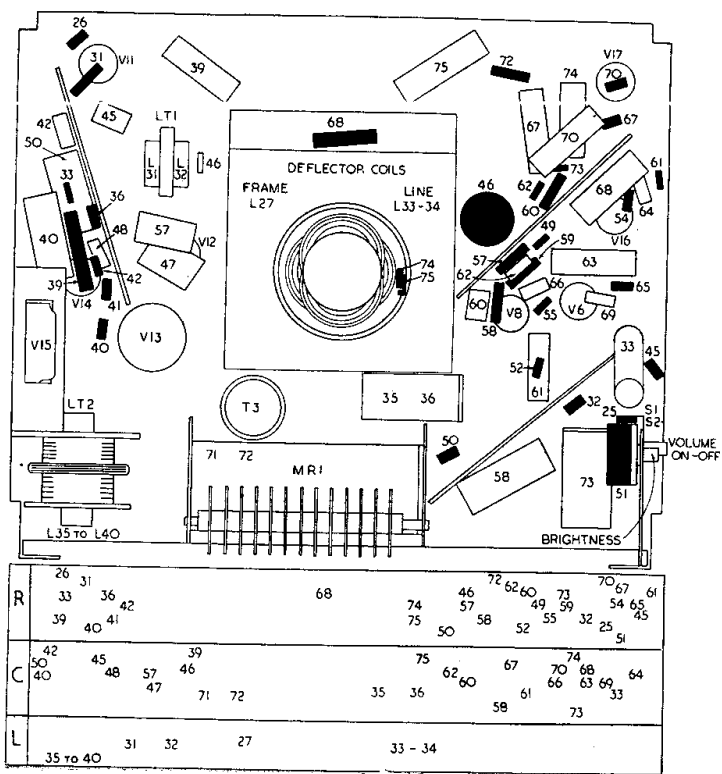 26
31 V11
39
75
72
V17
70
74
67
70
67
42
45
LT1
L 31
L 32
46
68
DEFLECTOR COILS
FRAME
L27
LINE
L33-34
50
33
36
48
42
40
39
V14
41
40
57
V12
47
46
62
73
60
68
61
54
64
V16
49
59
57
62
63
66
65
60
58
V8
55
V6
69
74
75
V15
V13
52
61
33
45
32
T3
35 36
LT2
25
S1
S2
VOLUME
ON-OFF
50
58
73
51
71 72
MR1
L35 TO L40
BRIGHTNESS
R
26 31 72 62 60 70 67 61
33 36 68 46 73
39 42 74 57 49 59 54 65
41 75 58 55 32 45
40 50 52 25
51
C
42 39 74
50 45 46 75 67 70 68
40 48 57 62 64
47 60 66 63 69
71 72 35 36 61 33
58 73
L
31 32 27 33 - 34
35 TO 40